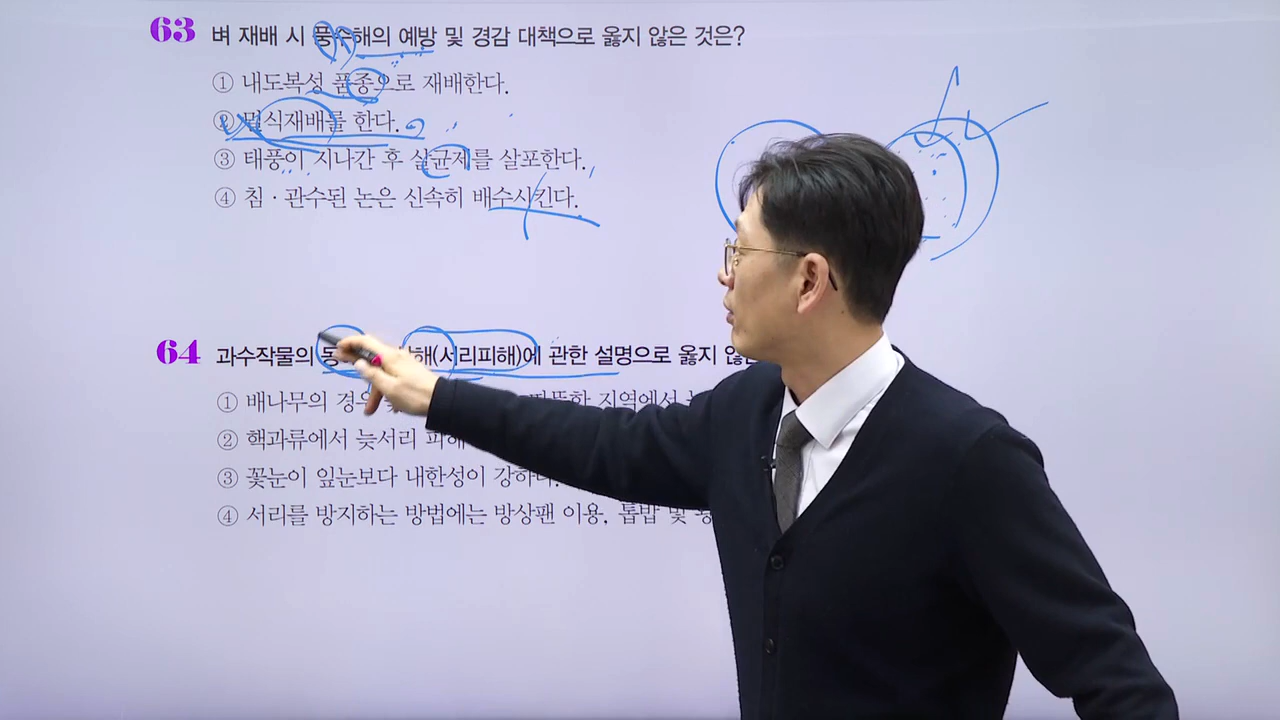 63 벼 재배 시 풍수해의 예방 및 경감 대책으로 옳지 않은 것은?
① 내도복성 품종으로 재배한다.
② 밀식재배를 한다.
③ 태풍이 지나간 후 살균제를 살포한다.
④ 침·관수된 논은 신속히 배수시킨다.
64 과수작물의 (서리피해)에 관한 설명으로 옳지
① 배나무의 경우 지역에서
② 핵과류에서 늦서리 피해
③ 꽃눈이 잎눈보다 내한성이 강하다.
④ 서리를 방지하는 방법에는 방상팬 이용, 톱밥 및